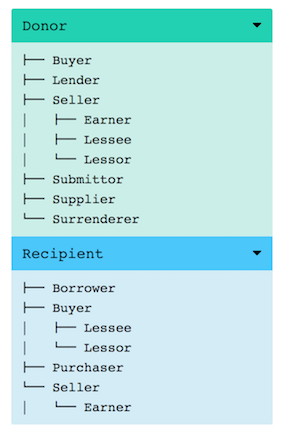 Donor
├── Buyer
├── Lender
├── Seller
│   ├── Earner
│   ├── Lessee
│   └── Lessor
├── Submittor
├── Supplier
└── Surrenderer
Recipient
├── Borrower
├── Buyer
│   ├── Lessee
│   └── Lessor
├── Purchaser
└── Seller
│   └── Earner